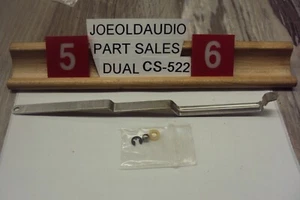 JOEOLDAUDIO
PART SALES
DUAL CS-522
5
6